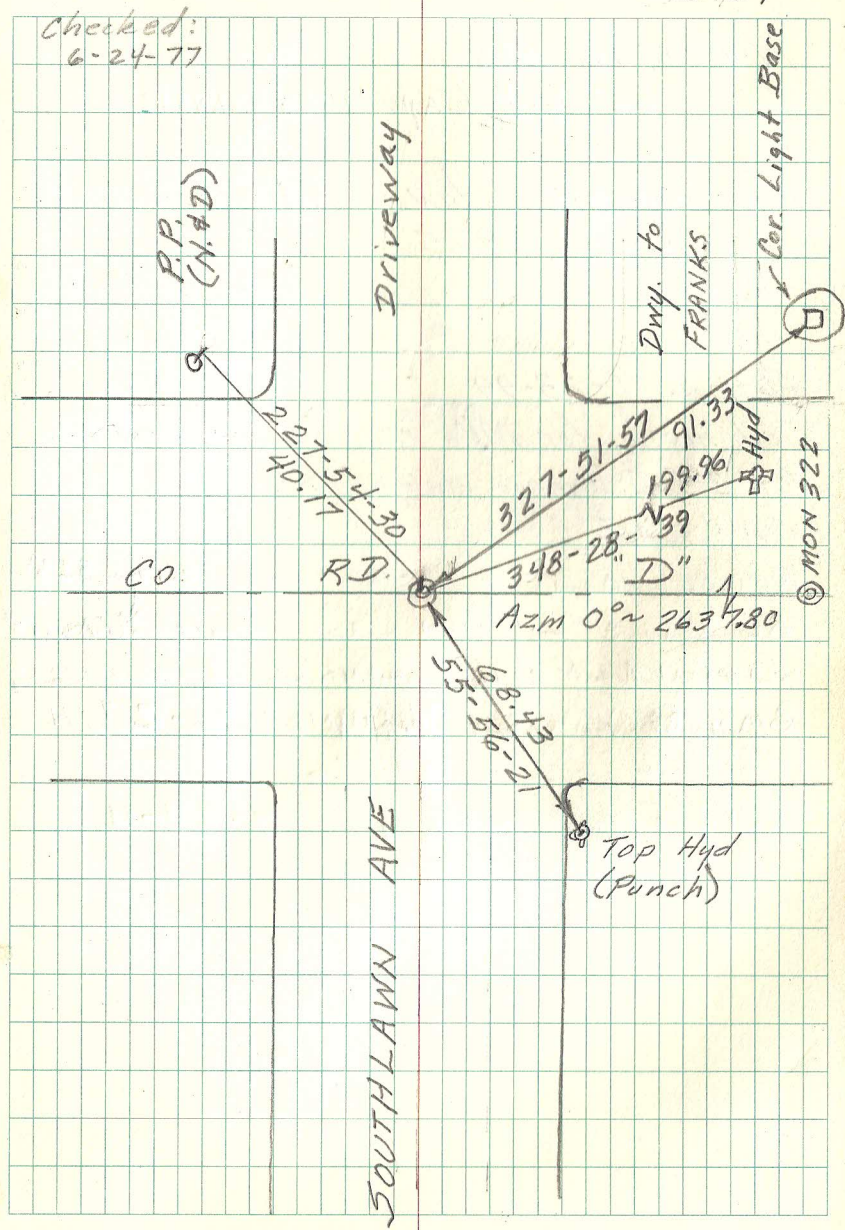 Checked:
6-24-77
P.P.
(N.&D)
Driveway
Dwy. to
FRANKS
Cor. Light Base
227-54-30
40.17
327-51-57
91.33
Hyd
199.96
348-28-39
MON 322
CO. RD. "D"
Azm 0° ~ 2637.80
68.43
55-56-21
Top Hyd
(Punch)
SOUTHLAWN AVE